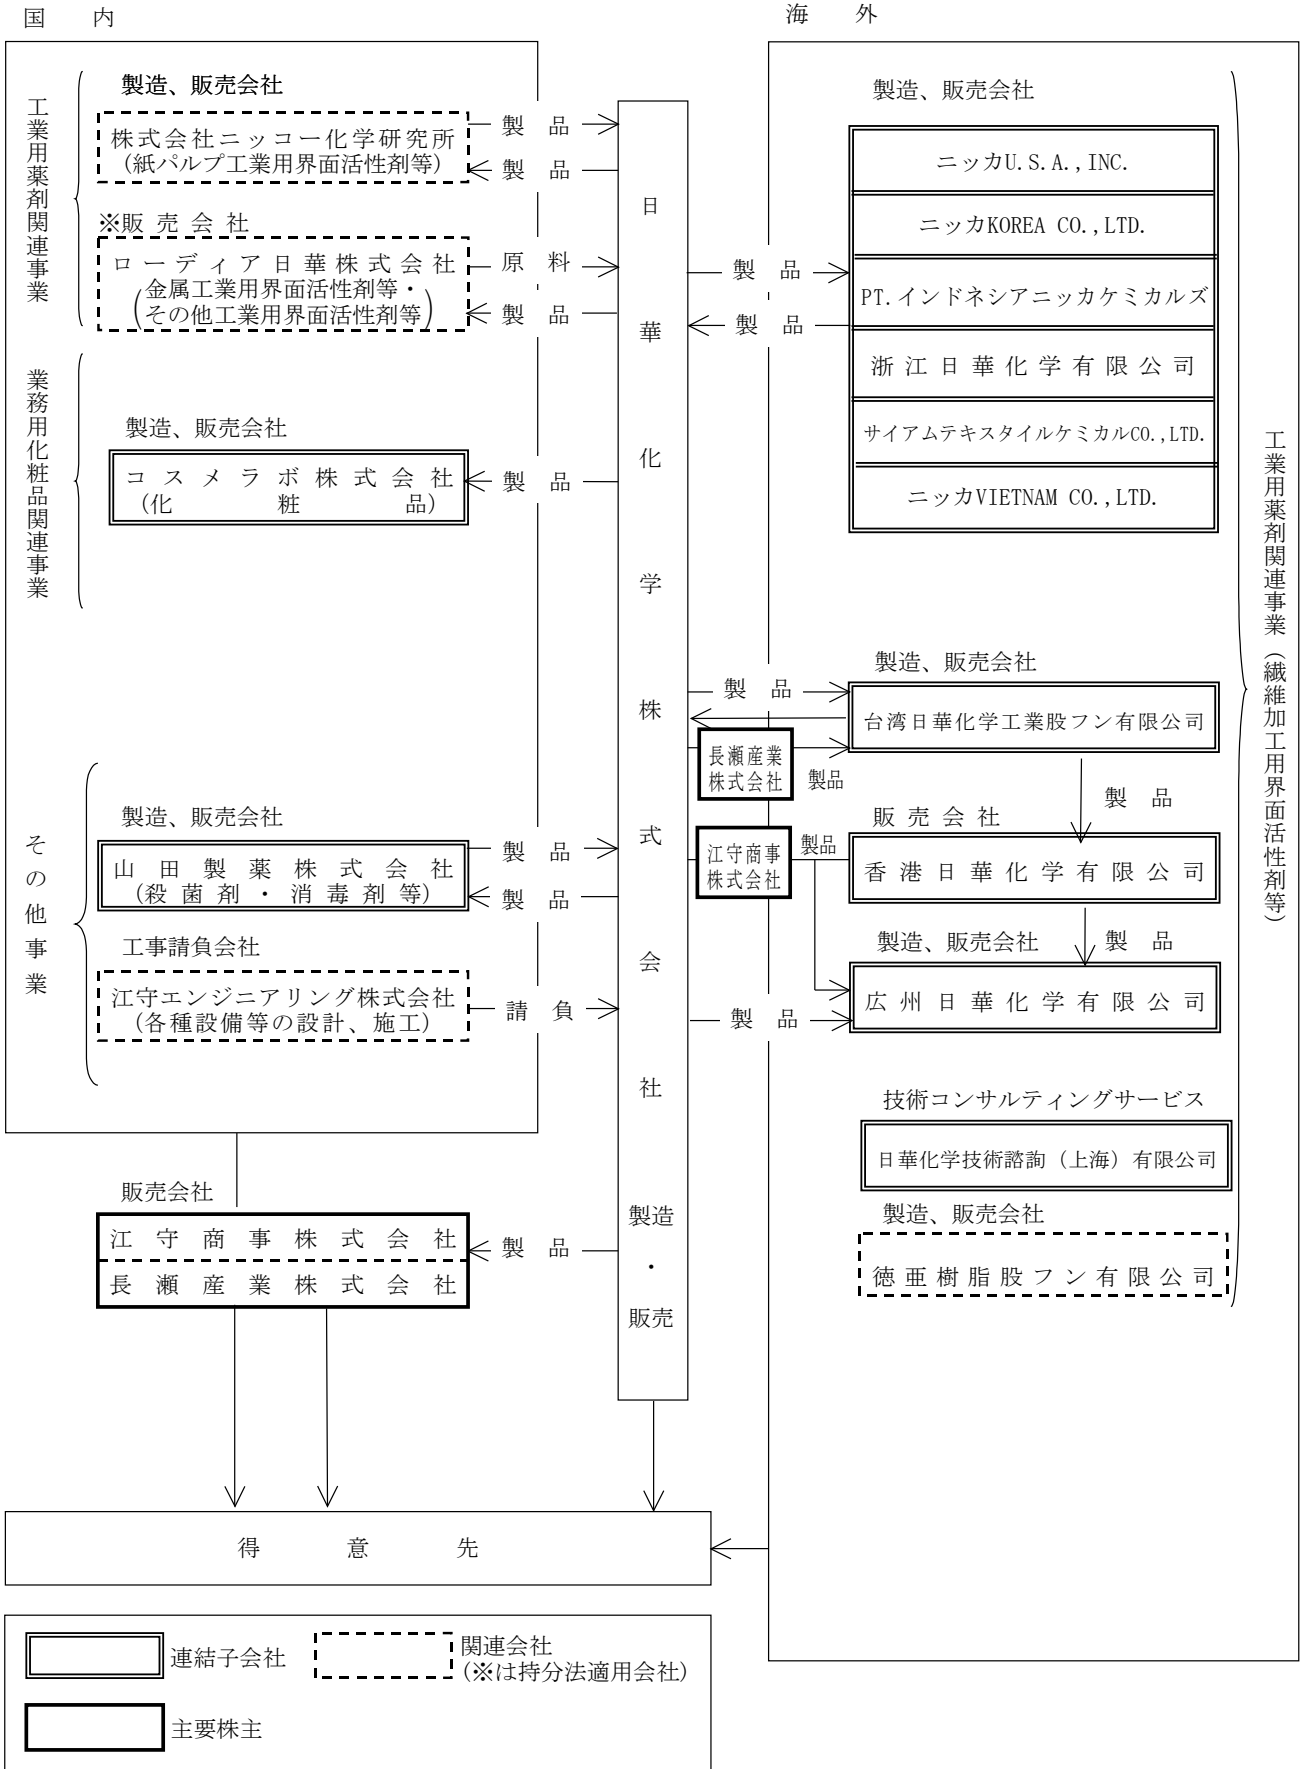 国 内
工業用薬剤関連事業
製造、販売会社
株式会社ニッコー化学研究所
(紙パルプ工業用界面活性剤等)
製 品
製 品
※販 売 会 社
ローディア日華株式会社
金属工業用界面活性剤等・
その他工業用界面活性剤等
原 料
製 品
業務用化粧品関連事業
製造、販売会社
コスメラボ株式会社
(化 粧 品)
製 品
その他事業
製造、販売会社
山田製薬株式会社
(殺菌剤・消毒剤等)
製 品
製 品
工事請負会社
江守エンジニアリング株式会社
(各種設備等の設計、施工)
請 負
販売会社
江守商事株式会社
長瀬産業株式会社
製 品
日華化学株式会社
製造
・
販売
海 外
製造、販売会社
ニッカU.S.A.,INC.
ニッカKOREA CO.,LTD.
PT.インドネシアニッカケミカルズ
浙江日華化学有限公司
サイアムテキスタイルケミカルCO.,LTD.
ニッカVIETNAM CO.,LTD.
製 品
製 品
製造、販売会社
台湾日華化学工業股フン有限公司
製 品
長瀬産業
株式会社
製品
製 品
販 売 会 社
香港日華化学有限公司
江守商事
株式会社
製品
製 品
製造、販売会社
広州日華化学有限公司
製 品
技術コンサルティングサービス
日華化学技術諮詢（上海）有限公司
製造、販売会社
徳亜樹脂股フン有限公司
工業用薬剤関連事業（繊維加工用界面活性剤等）
得 意 先
連結子会社
関連会社
(※は持分法適用会社)
主要株主